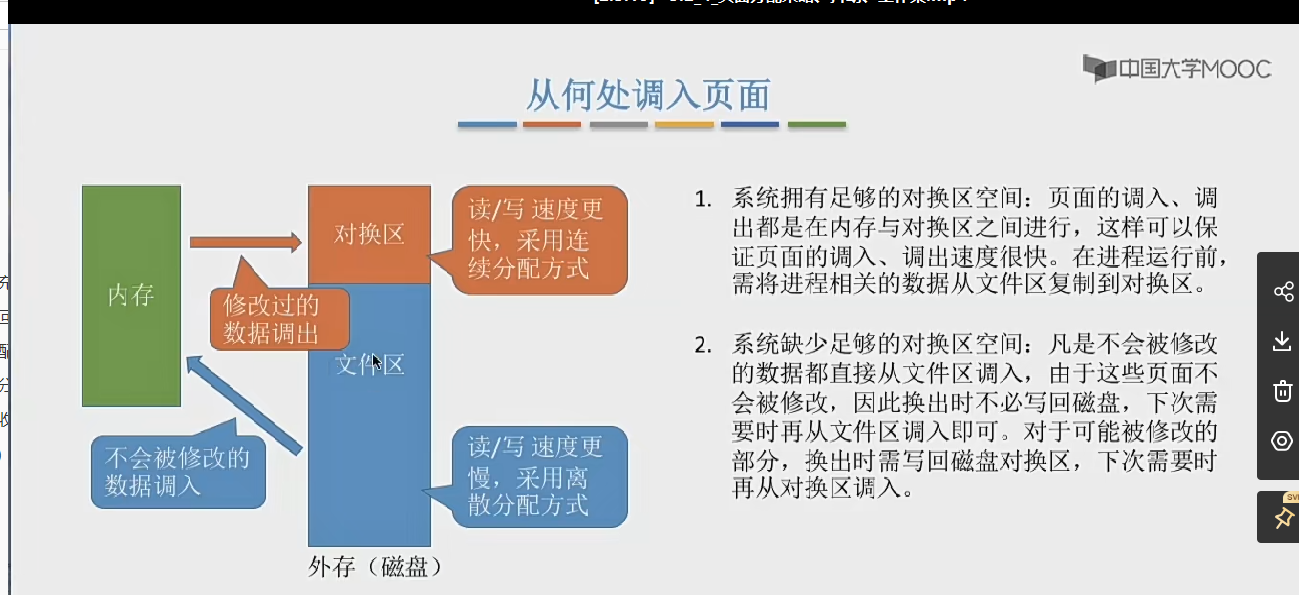 中国大学MOOC
从何处调入页面
内存
对换区
文件区
外存（磁盘）
读/写 速度更
快，采用连
续分配方式
修改过的
数据调出
不会被修改的
数据调入
读/写 速度更
慢，采用离
散分配方式
1. 系统拥有足够的对换区空间：页面的调入、调
出都是在内存与对换区之间进行，这样可以保
证页面的调入、调出速度很快。在进程运行前，
需将进程相关的数据从文件区复制到对换区。
2. 系统缺少足够的对换区空间：凡是不会被修改
的数据都直接从文件区调入，由于这些页面不
会被修改，因此换出时不必写回磁盘，下次需
要时再从文件区调入即可。对于可能被修改的
部分，换出时需写回磁盘对换区，下次需要时
再从对换区调入。